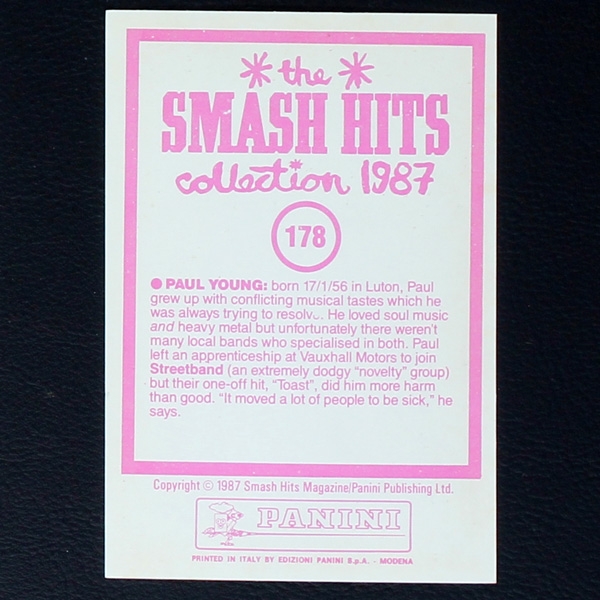 the
SMASH HITS
collection 1987
178
● PAUL YOUNG: born 17/1/56 in Luton, Paul
grew up with conflicting musical tastes which he
was always trying to resolve. He loved soul music
and heavy metal but unfortunately there weren't
many local bands who specialised in both. Paul
left an apprenticeship at Vauxhall Motors to join
Streetband (an extremely dodgy "novelty" group)
but their one-off hit, "Toast", did him more harm
than good. "It moved a lot of people to be sick," he
says.
Copyright © 1987 Smash Hits Magazine/Panini Publishing Ltd.
PANINI
PRINTED IN ITALY BY EDIZIONI PANINI S.p.A. - MODENA